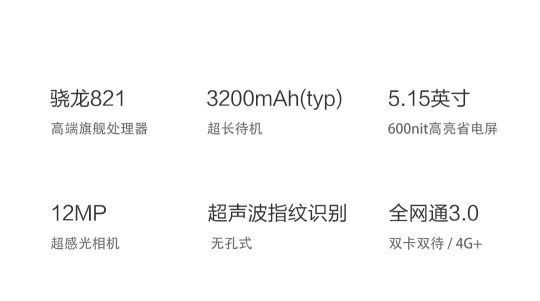 骁龙821
高端旗舰处理器
3200mAh(typ)
超长待机
5.15英寸
600nit高亮省电屏
12MP
超感光相机
超声波指纹识别
无孔式
全网通3.0
双卡双待 / 4G+